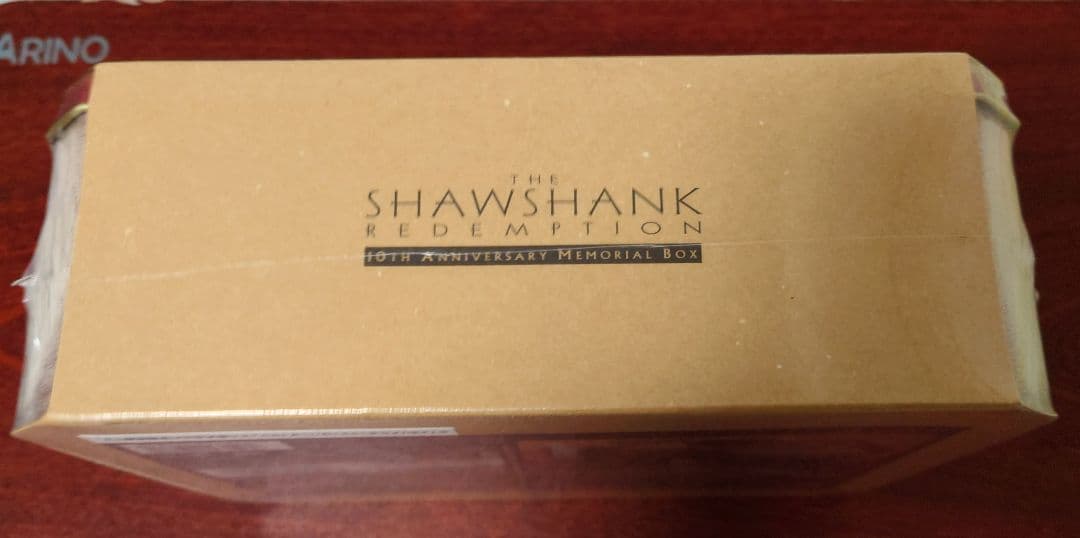 ARINO
THE
SHAWSHANK
REDEMPTION
10TH ANNIVERSARY MEMORIAL BOX